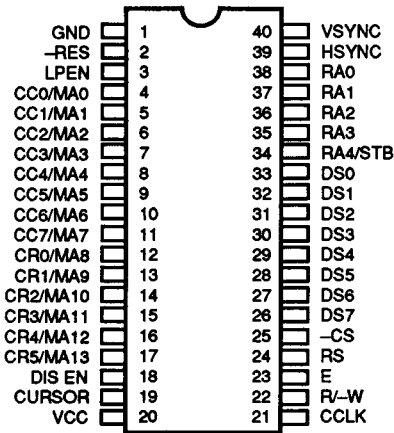 GND 1 40 VSYNC
–RES 2 39 HSYNC
LPEN 3 38 RA0
CC0/MA0 4 37 RA1
CC1/MA1 5 36 RA2
CC2/MA2 6 35 RA3
CC3/MA3 7 34 RA4/STB
CC4/MA4 8 33 DS0
CC5/MA5 9 32 DS1
CC6/MA6 10 31 DS2
CC7/MA7 11 30 DS3
CR0/MA8 12 29 DS4
CR1/MA9 13 28 DS5
CR2/MA10 14 27 DS6
CR3/MA11 15 26 DS7
CR4/MA12 16 25 –CS
CR5/MA13 17 24 RS
DIS EN 18 23 E
CURSOR 19 22 R/–W
VCC 20 21 CCLK